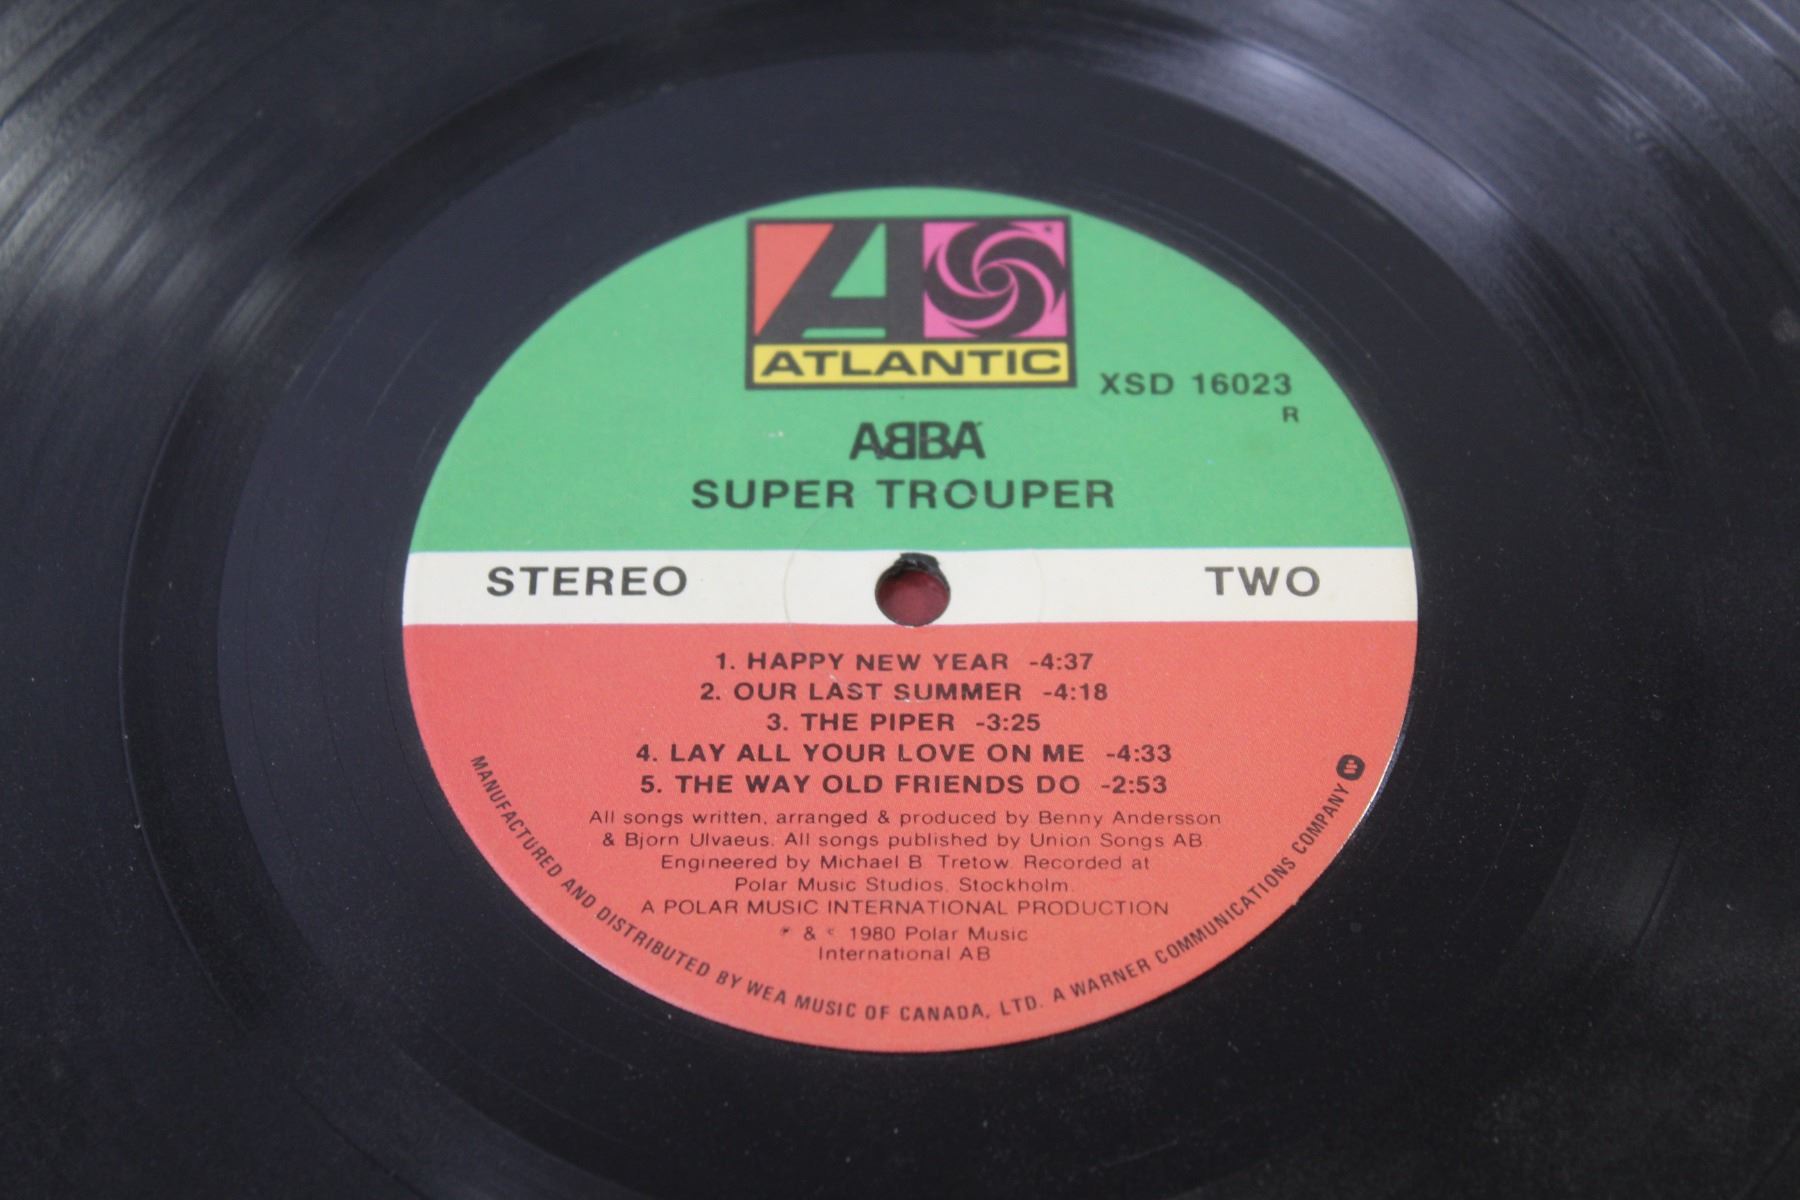 ATLANTIC
XSD 16023
R
ABBA
SUPER TROUPER
STEREO
TWO
1. HAPPY NEW YEAR -4:37
2. OUR LAST SUMMER -4:18
3. THE PIPER -3:25
4. LAY ALL YOUR LOVE ON ME -4:33
5. THE WAY OLD FRIENDS DO -2:53
All songs written, arranged & produced by Benny Andersson
& Bjorn Ulvaeus. All songs published by Union Songs AB
Engineered by Michael B. Tretow. Recorded at
Polar Music Studios, Stockholm.
A POLAR MUSIC INTERNATIONAL PRODUCTION
℗ & © 1980 Polar Music
International AB
MANUFACTURED AND DISTRIBUTED BY WEA MUSIC OF CANADA, LTD. A WARNER COMMUNICATIONS COMPANY